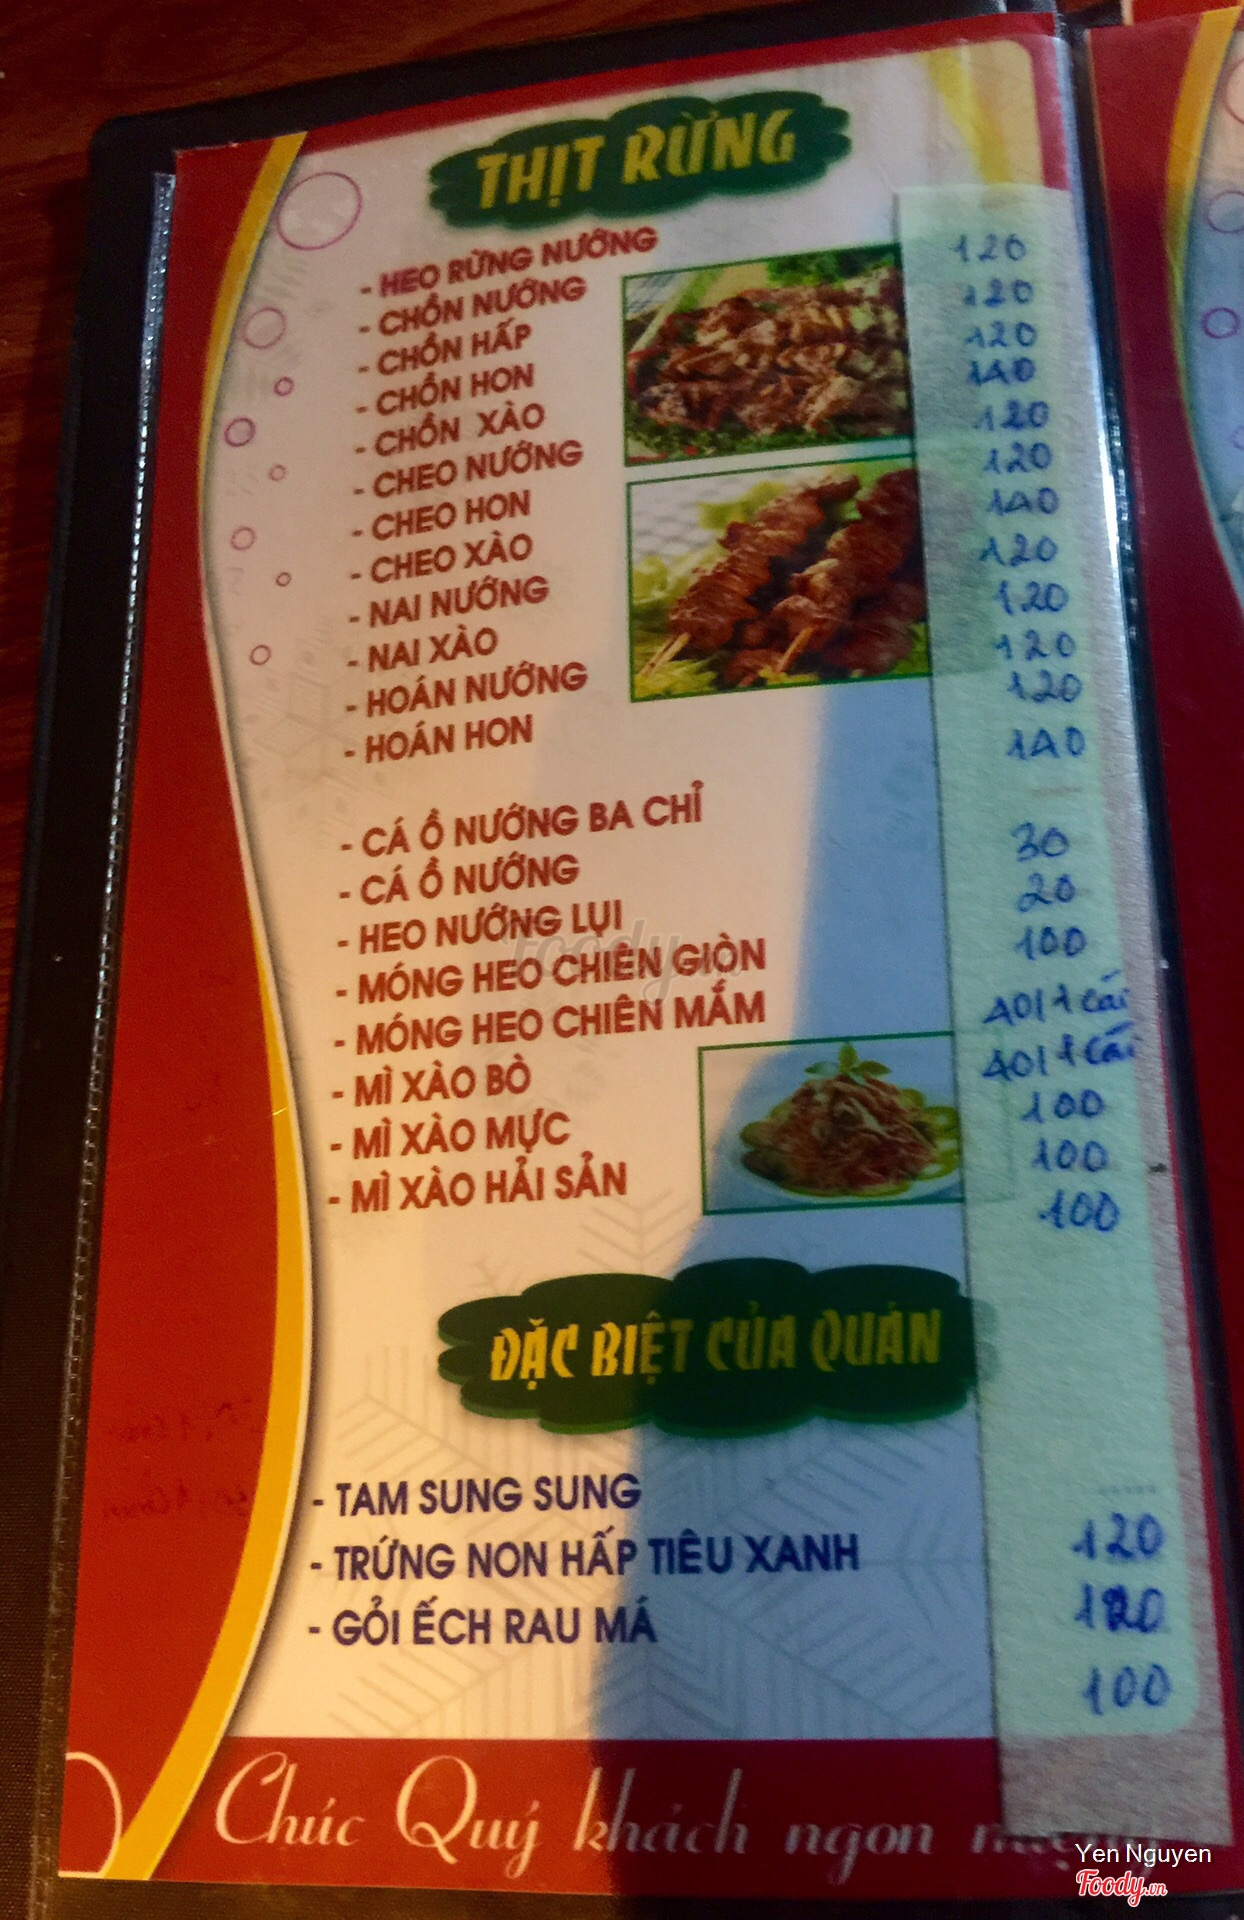 THỊT RỪNG
- HEO RỪNG NƯỚNG 120
- CHỒN NƯỚNG 120
- CHỒN HẤP 120
- CHỒN HON 140
- CHỒN XÀO 120
- CHEO NƯỚNG 120
- CHEO HON 140
- CHEO XÀO 120
- NAI NƯỚNG 120
- NAI XÀO 120
- HOÁN NƯỚNG 120
- HOÁN HON 140
- CÁ Ồ NƯỚNG BA CHỈ 30
- CÁ Ồ NƯỚNG 20
- HEO NƯỚNG LỤI 100
- MÓNG HEO CHIÊN GIÒN 40/1 cái
- MÓNG HEO CHIÊN MẮM 40/1 cái
- MÌ XÀO BÒ 100
- MÌ XÀO MỰC 100
- MÌ XÀO HẢI SẢN 100
Foody.vn
ĐẶC BIỆT CỦA QUÁN
- TAM SUNG SUNG 120
- TRỨNG NON HẤP TIÊU XANH 120
- GỎI ẾCH RAU MÁ 100
Chúc Quý khách ngon
Yen Nguyen
Foody.vn